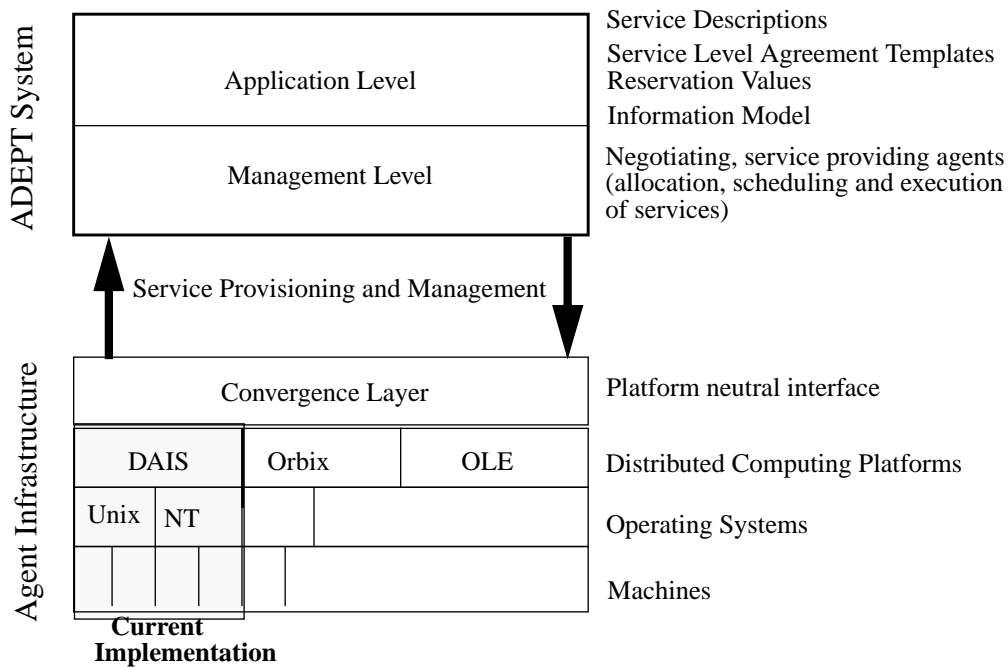 ADEPT System
Application Level
Service Descriptions
Service Level Agreement Templates
Reservation Values
Information Model
Management Level
Negotiating, service providing agents
(allocation, scheduling and execution
of services)
Service Provisioning and Management
Agent Infrastructure
Convergence Layer
Platform neutral interface
DAIS
Orbix
OLE
Distributed Computing Platforms
Unix
NT
Operating Systems
Machines
Current
Implementation